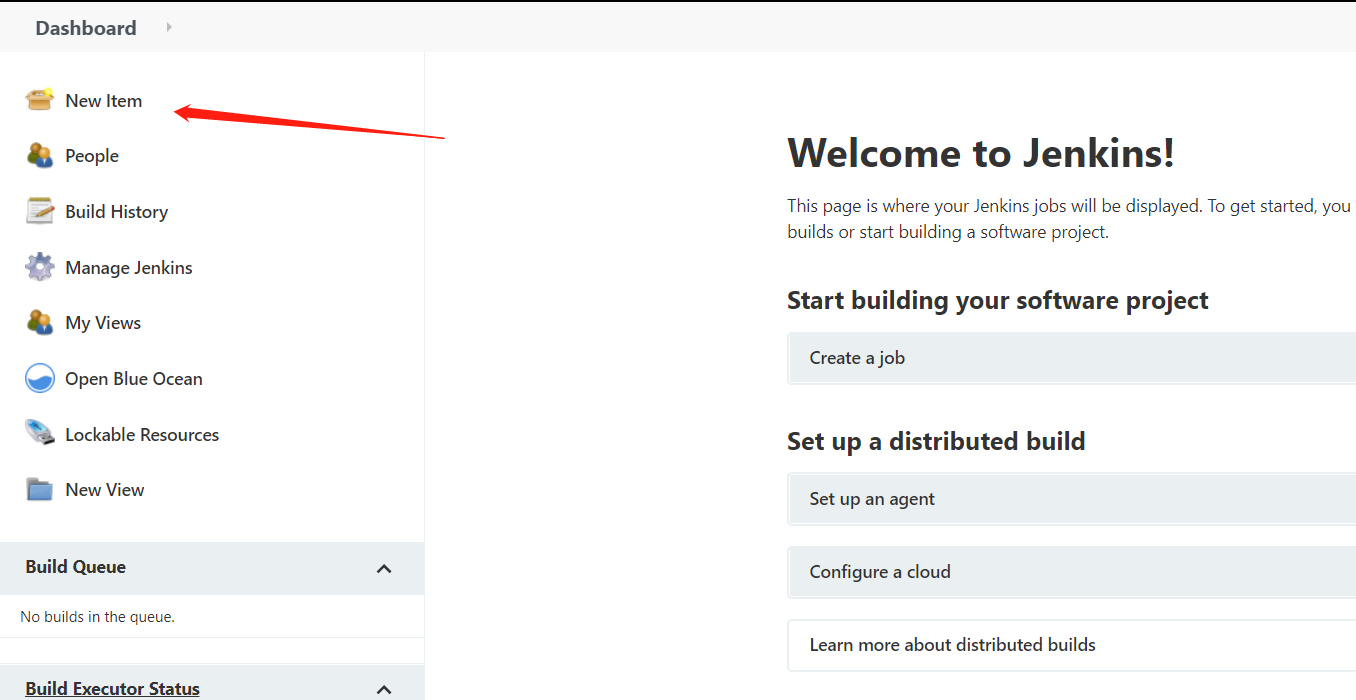 Dashboard
New Item
People
Build History
Manage Jenkins
My Views
Open Blue Ocean
Lockable Resources
New View
Build Queue
No builds in the queue.
Build Executor Status
Welcome to Jenkins!
This page is where your Jenkins jobs will be displayed. To get started, you
builds or start building a software project.
Start building your software project
Create a job
Set up a distributed build
Set up an agent
Configure a cloud
Learn more about distributed builds